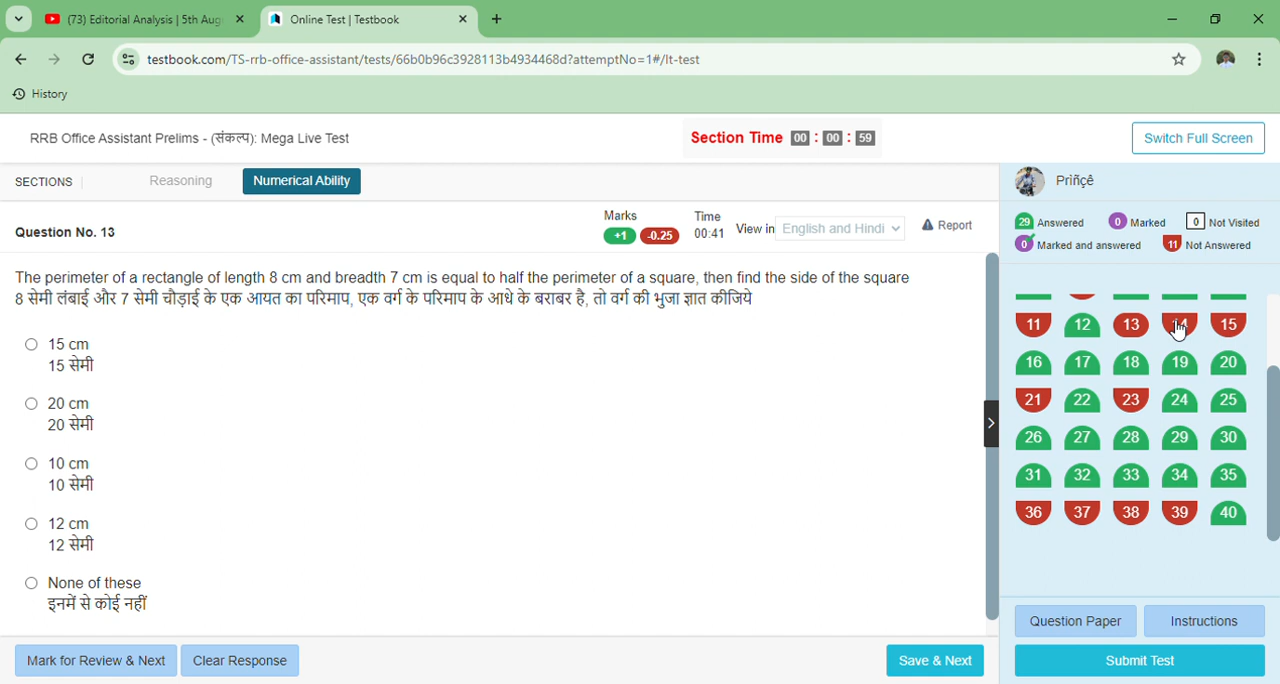 (73) Editorial Analysis | 5th Aug
Online Test | Testbook
testbook.com/TS-rrb-office-assistant/tests/66b0b96c3928113b4934468d?attemptNo=1#/lt-test
History
RRB Office Assistant Prelims - (संकल्प): Mega Live Test
Section Time 00 : 00 : 59
Switch Full Screen
SECTIONS
Reasoning
Numerical Ability
Prìñçê
Question No. 13
Marks
+1 -0.25
Time
00:41
View in English and Hindi
Report
29 Answered 0 Marked 0 Not Visited
0 Marked and answered 11 Not Answered
The perimeter of a rectangle of length 8 cm and breadth 7 cm is equal to half the perimeter of a square, then find the side of the square
8 सेमी लंबाई और 7 सेमी चौड़ाई के एक आयत का परिमाप, एक वर्ग के परिमाप के आधे के बराबर है, तो वर्ग की भुजा ज्ञात कीजिये
15 cm
15 सेमी
20 cm
20 सेमी
10 cm
10 सेमी
12 cm
12 सेमी
None of these
इनमें से कोई नहीं
11 12 13 14 15
16 17 18 19 20
21 22 23 24 25
26 27 28 29 30
31 32 33 34 35
36 37 38 39 40
Question Paper
Instructions
Mark for Review & Next
Clear Response
Save & Next
Submit Test